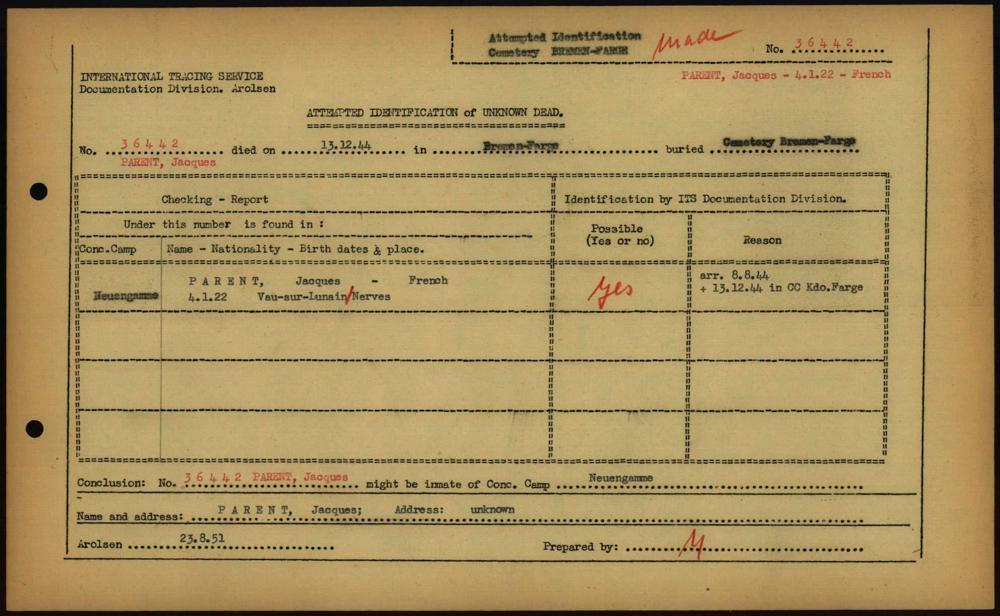 Attempted Identification
Cemetery BREMEN-FARGE made No. 36442
PARENT, Jacques - 4.1.22 - French
INTERNATIONAL TRACING SERVICE
Documentation Division. Arolsen
ATTEMPTED IDENTIFICATION of UNKNOWN DEAD.
No. 36442 died on 13.12.44 in Bremen-Farge buried Cemetery Bremen-Farge
PARENT, Jacques
Checking - Report Identification by ITS Documentation Division.
Under this number is found in : Possible (Yes or no) Reason
Conc.Camp Name - Nationality - Birth dates & place.
Neuengamme PARENT, Jacques - French yes arr. 8.8.44
4.1.22 Vau-sur-Lunain/Nerves + 13.12.44 in CC Kdo.Farge
Conclusion: No. 36442 PARENT, Jacques might be inmate of Conc. Camp Neuengamme
Name and address: PARENT, Jacques; Address: unknown
Arolsen 23.8.51 Prepared by: